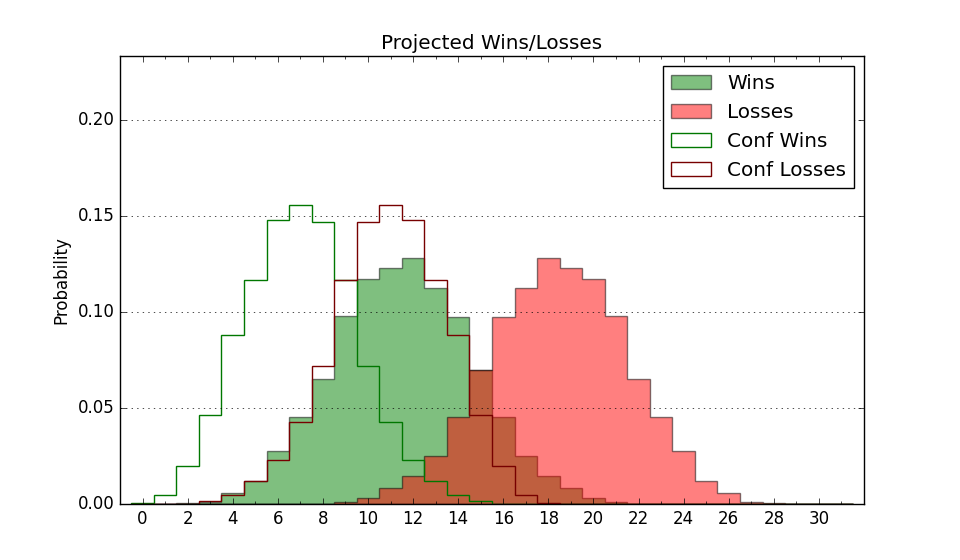 Projected Wins/Losses
Wins
Losses
Conf Wins
Conf Losses
Probability
0.20
0.15
0.10
0.05
0.00
0 2 4 6 8 10 12 14 16 18 20 22 24 26 28 30